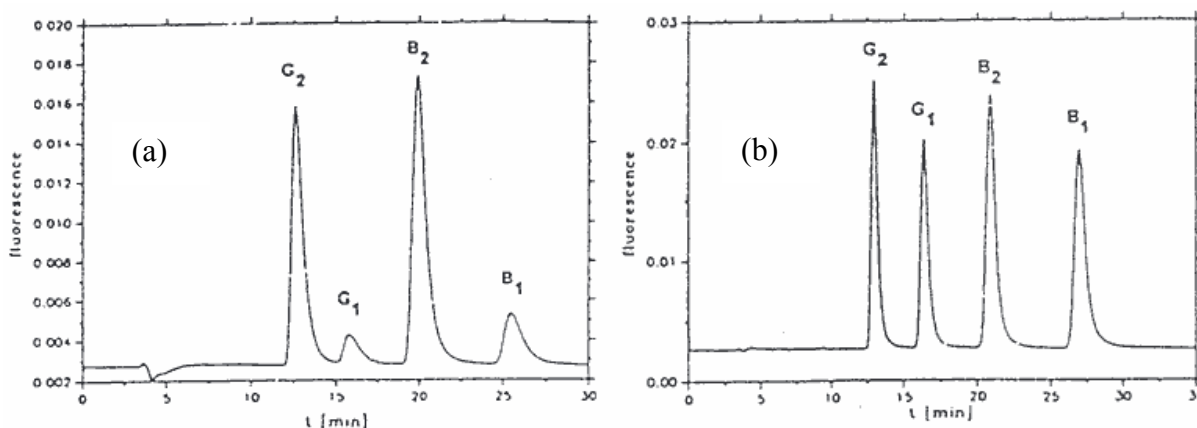 0.020
0.018
0.016
0.014
0.012
0.010
0.008
0.006
0.004
0.002
fluorescence
(a)
G2
G1
B2
B1
0 5 10 15 20 25 30
t [min]
0.03
0.02
0.01
0.00
fluorescence
(b)
G2
G1
B2
B1
0 5 10 15 20 25 30 3
t [min]